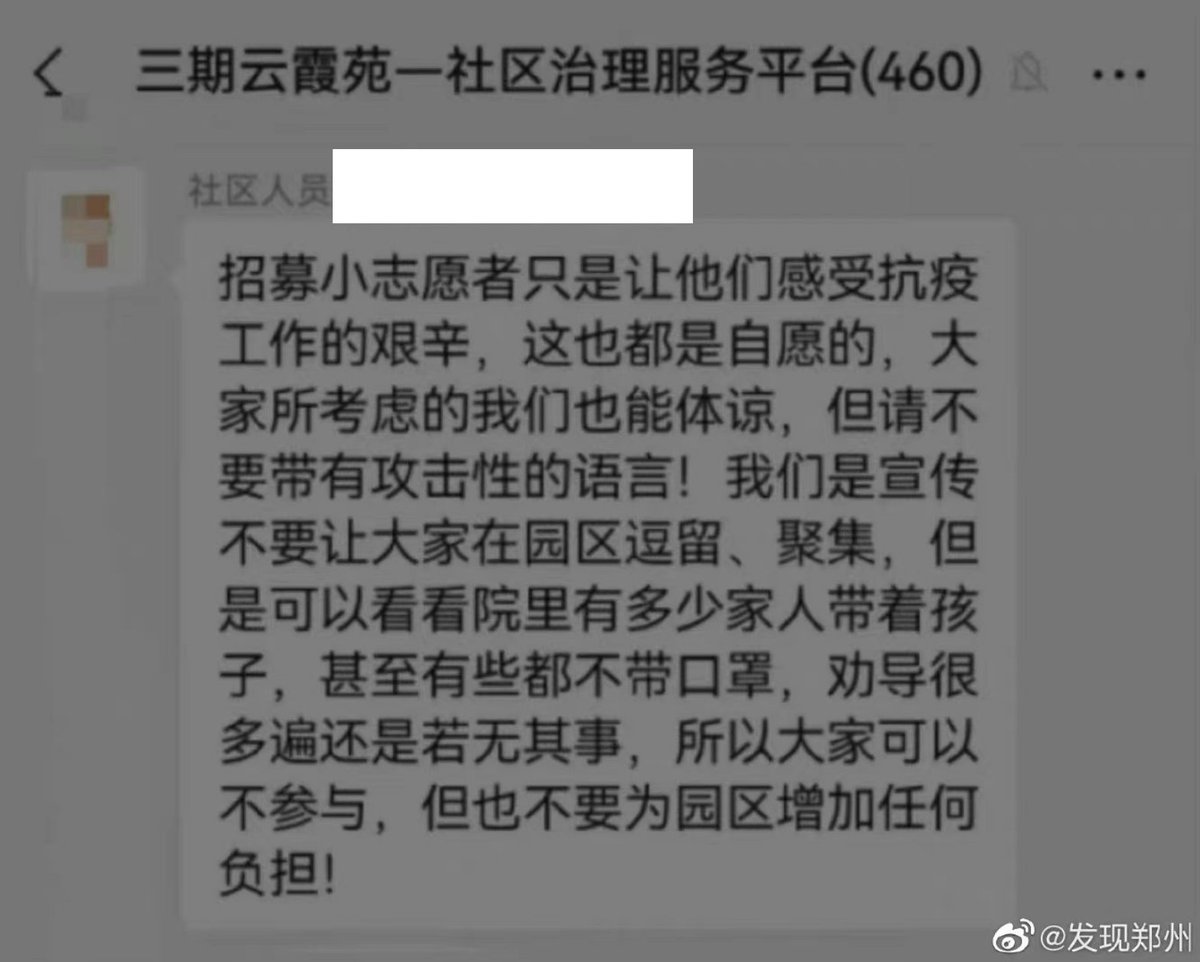 三期云霞苑一社区治理服务平台(460)
社区人员
招募小志愿者只是让他们感受抗疫
工作的艰辛，这也都是自愿的，大
家所考虑的我们也能体谅，但请不
要带有攻击性的语言！我们是宣传
不要让大家在园区逗留、聚集，但
是可以看看院里有多少家人带着孩
子，甚至有些都不带口罩，劝导很
多遍还是若无其事，所以大家可以
不参与，但也不要为园区增加任何
负担！
@发现郑州